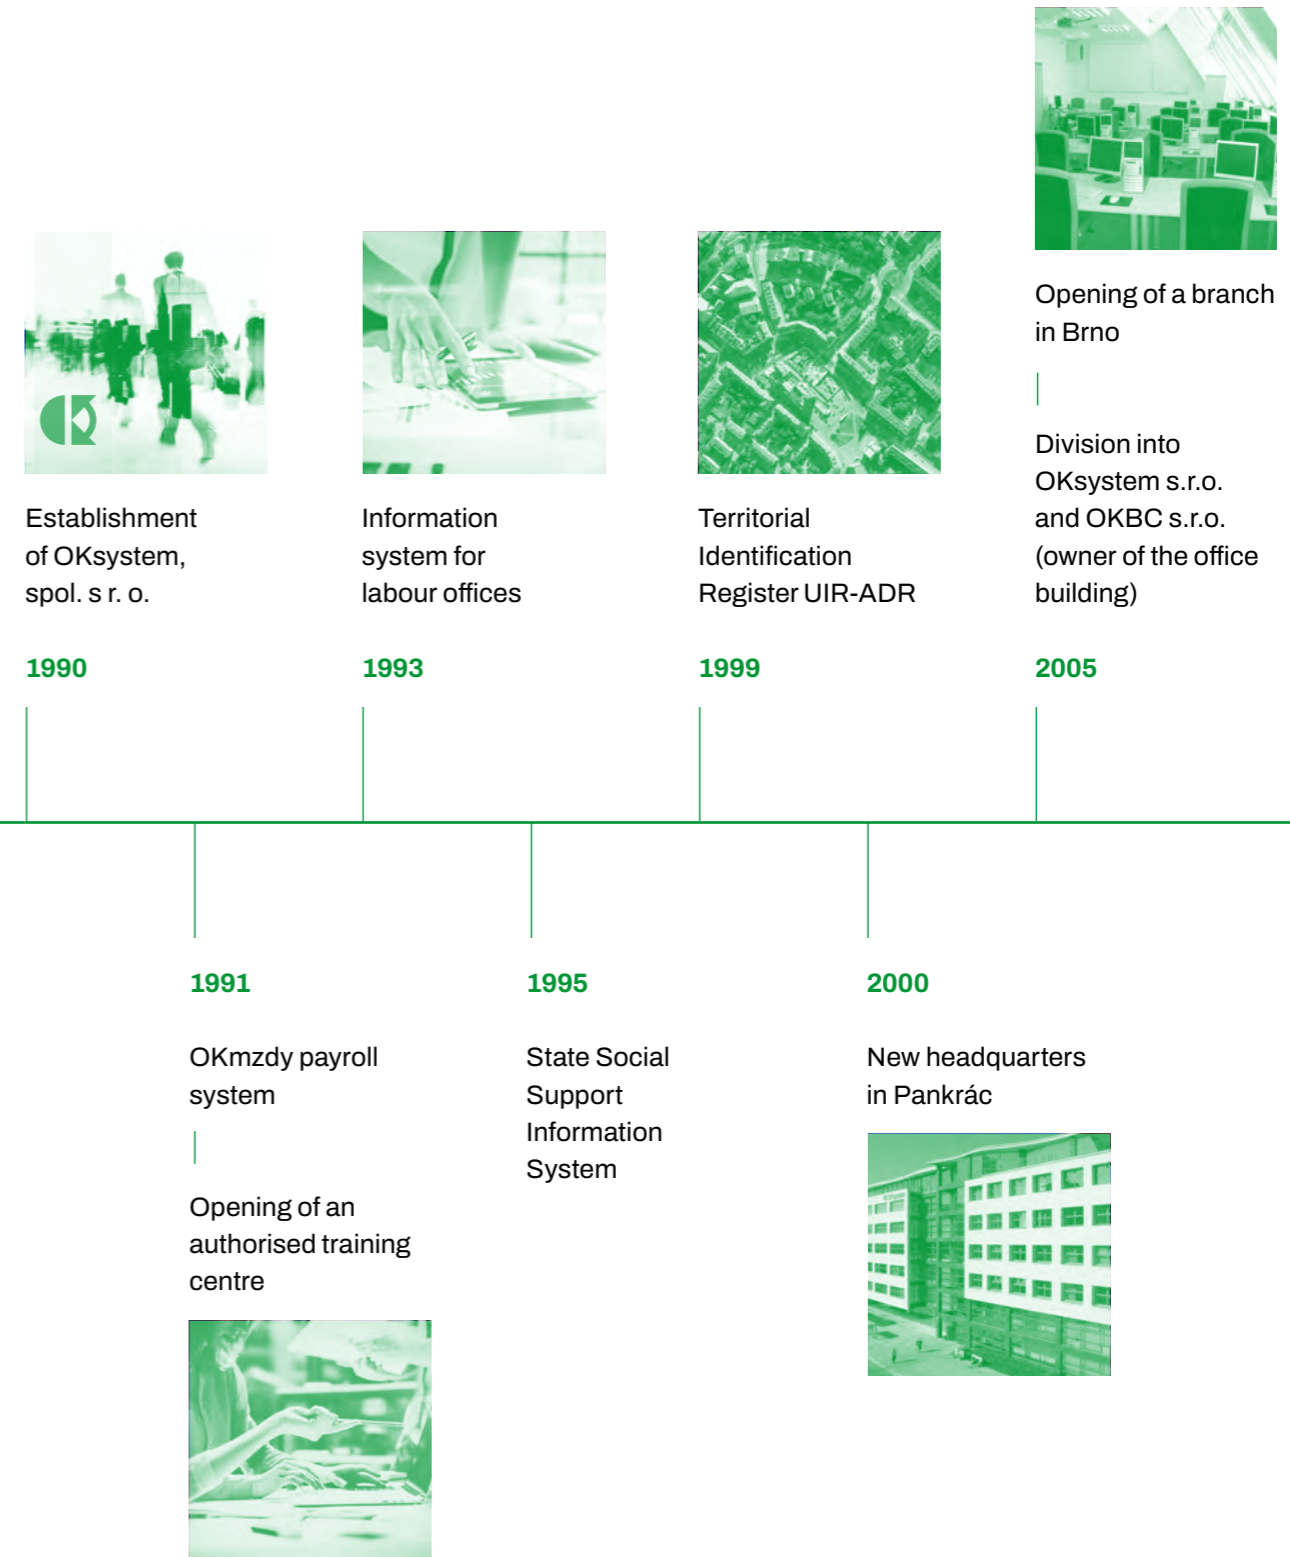 Opening of a branch
in Brno
Division into
OKsystem s.r.o.
and OKBC s.r.o.
(owner of the office
building)
2005
Establishment
of OKsystem,
spol. s r. o.
1990
Information
system for
labour offices
1993
Territorial
Identification
Register UIR-ADR
1999
1991
OKmzdy payroll
system
Opening of an
authorised training
centre
1995
State Social
Support
Information
System
2000
New headquarters
in Pankrác